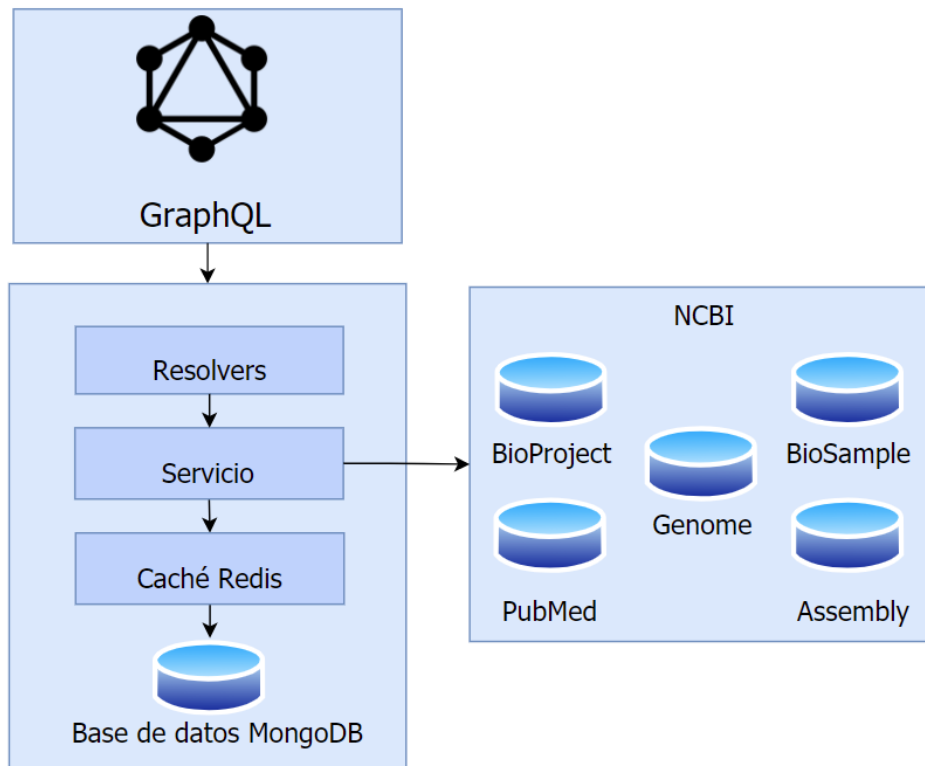 GraphQL
Resolvers
Servicio
Caché Redis
Base de datos MongoDB
NCBI
BioProject
BioSample
Genome
PubMed
Assembly